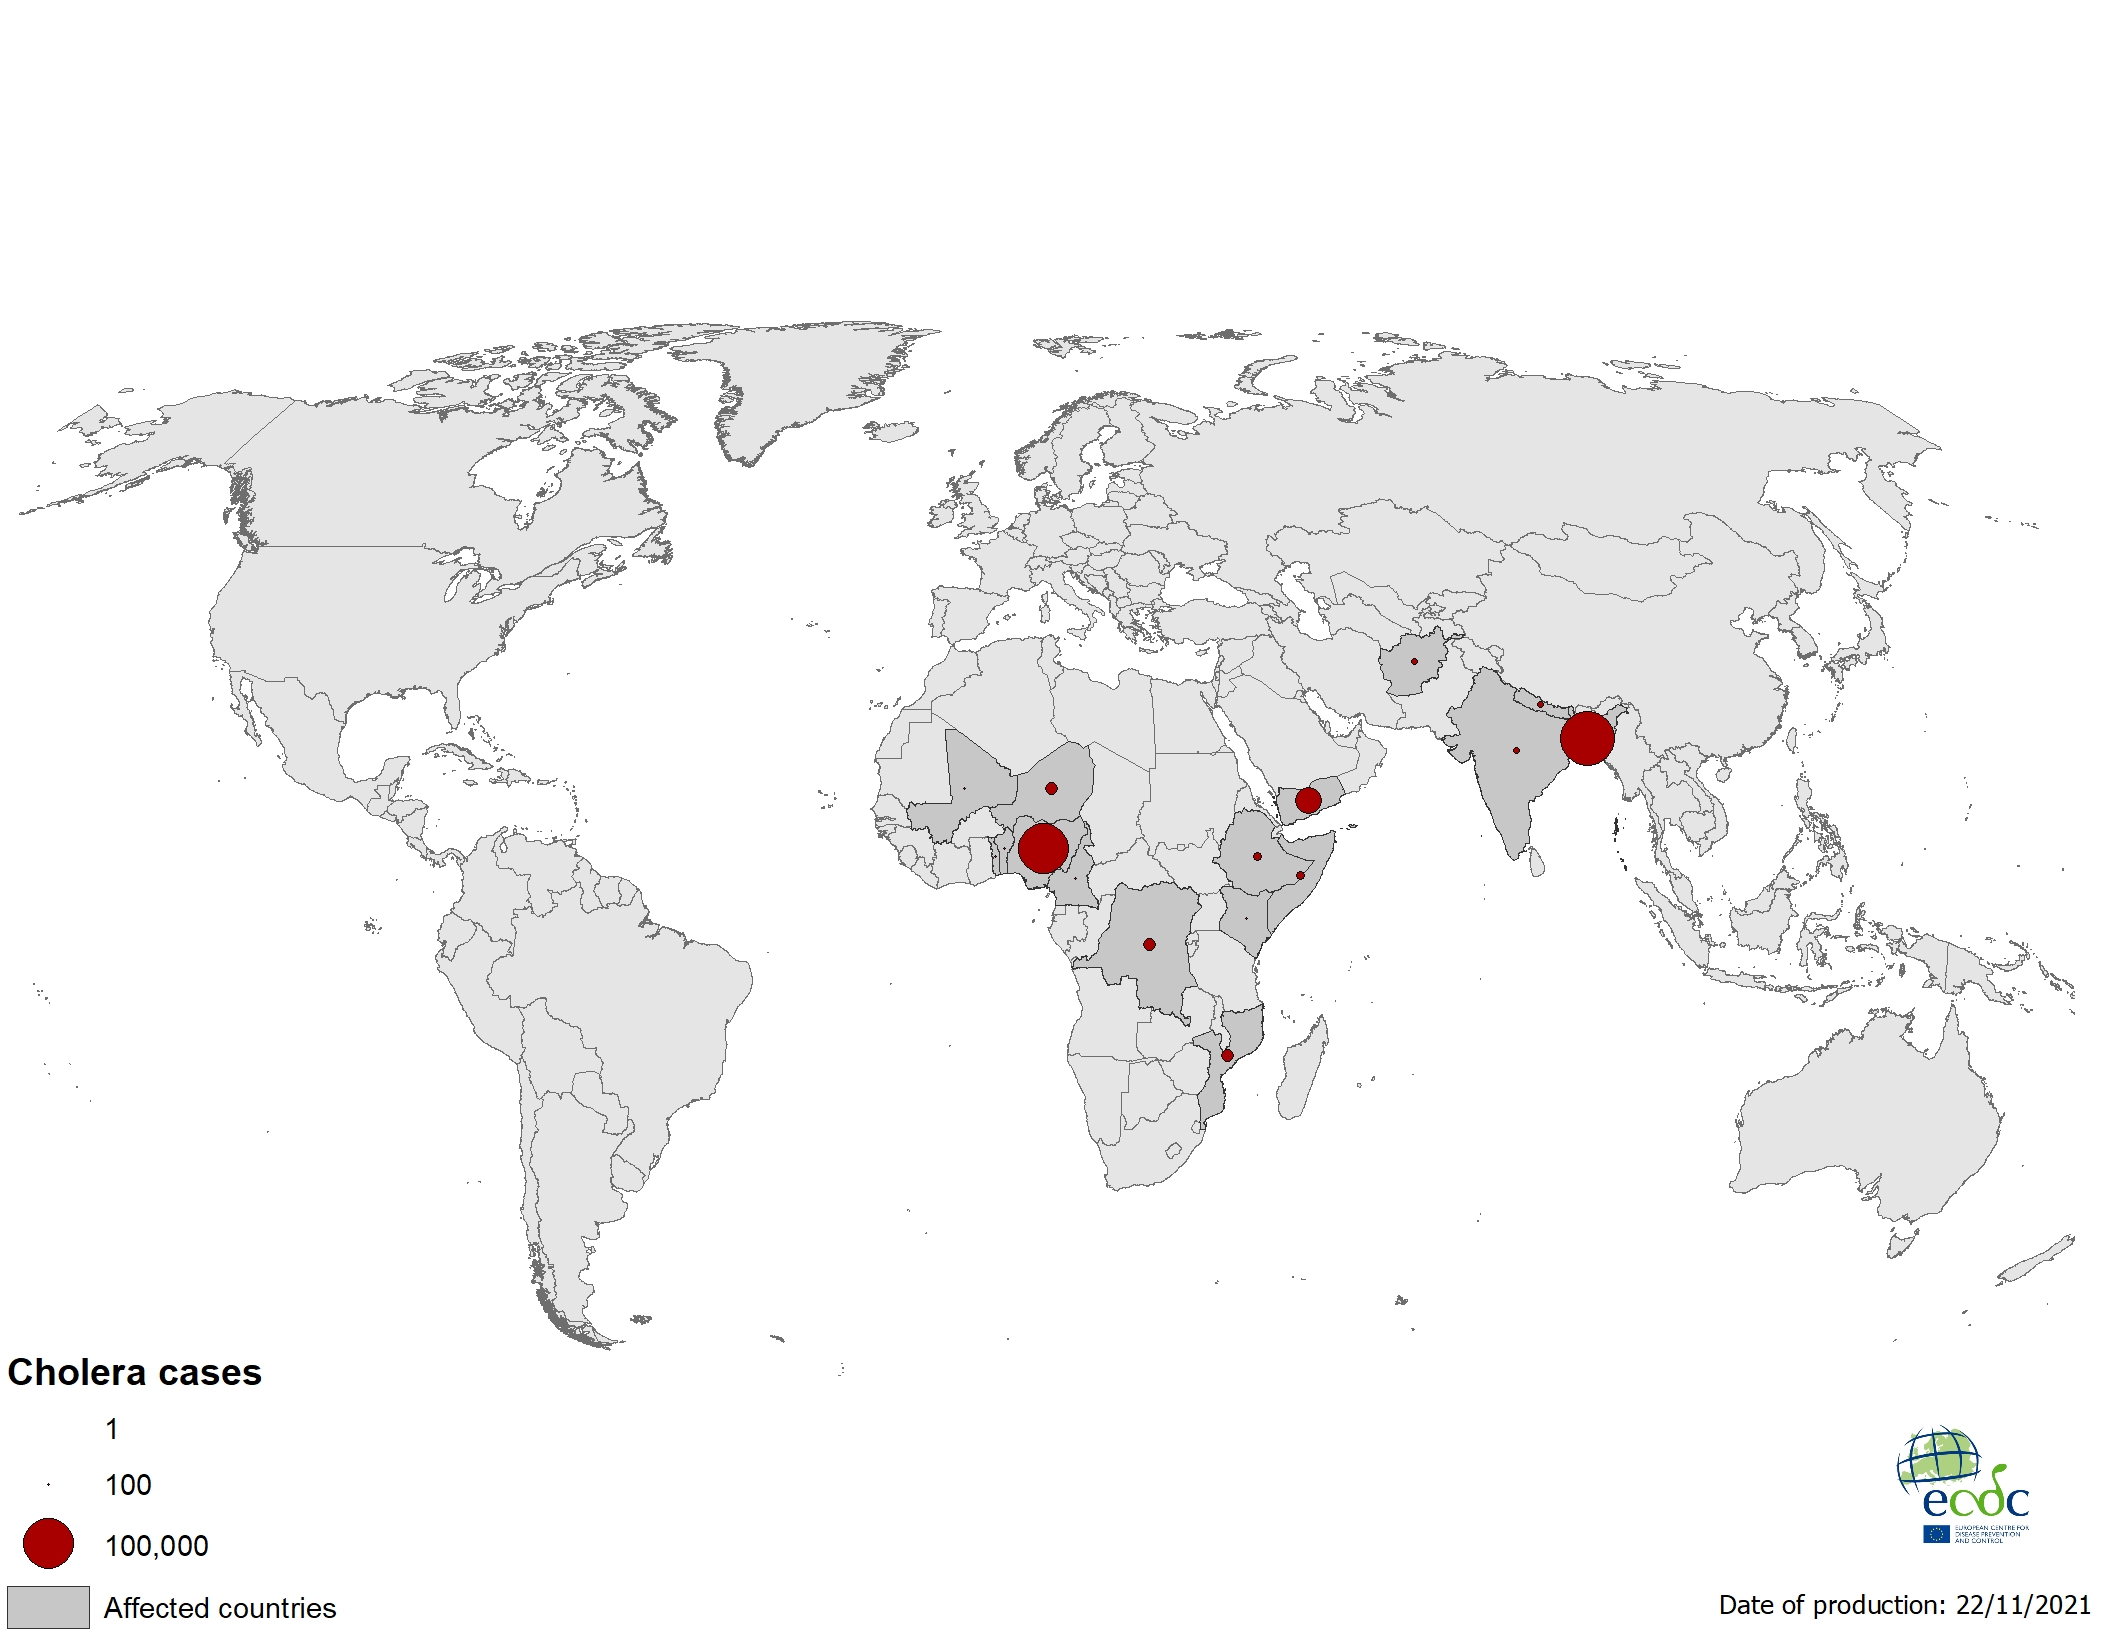 Cholera cases
1
100
100,000
Affected countries
ecdc
EUROPEAN CENTRE FOR
DISEASE PREVENTION
AND CONTROL
Date of production: 22/11/2021